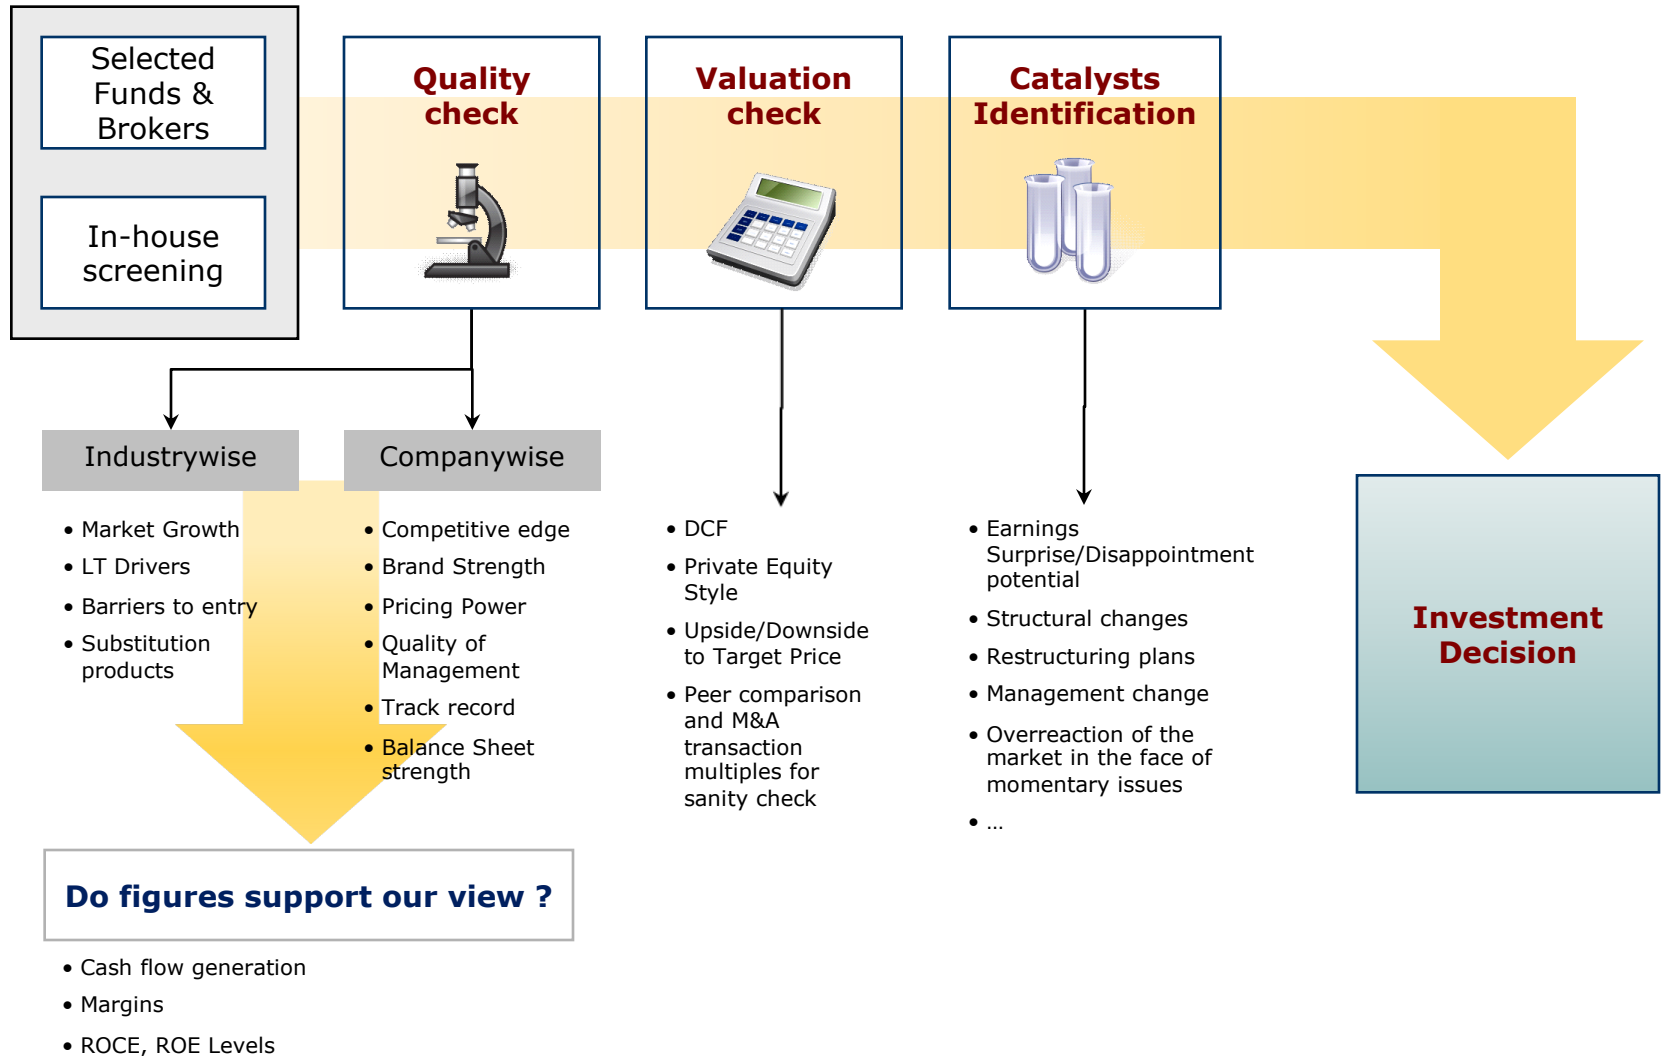 Selected
Funds &
Brokers
In-house
screening
Quality
check
Valuation
check
Catalysts
Identification
Industrywise
• Market Growth
• LT Drivers
• Barriers to entry
• Substitution
products
Companywise
• Competitive edge
• Brand Strength
• Pricing Power
• Quality of
Management
• Track record
• Balance Sheet
strength
• DCF
• Private Equity
Style
• Upside/Downside
to Target Price
• Peer comparison
and M&A
transaction
multiples for
sanity check
• Earnings
Surprise/Disappointment
potential
• Structural changes
• Restructuring plans
• Management change
• Overreaction of the
market in the face of
momentary issues
• …
Investment
Decision
Do figures support our view ?
• Cash flow generation
• Margins
• ROCE, ROE Levels